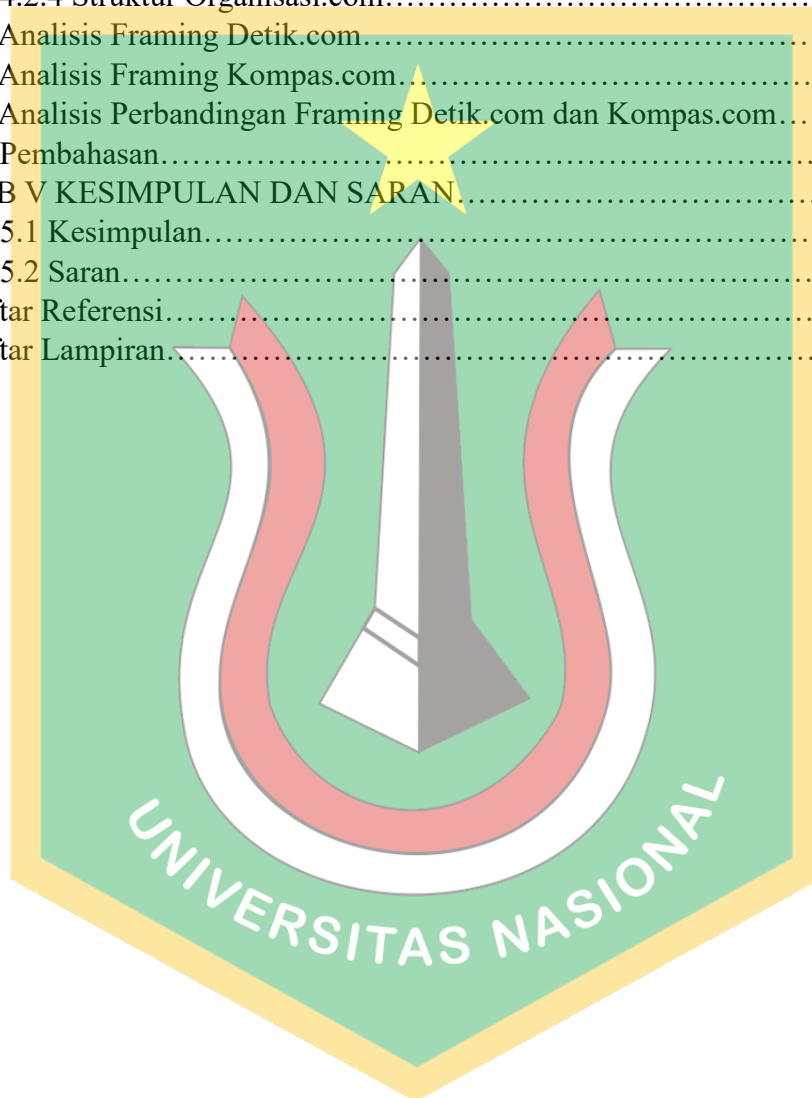 4.2.4 Struktur Organisasi.com……………………………………
Analisis Framing Detik.com……………………………………
Analisis Framing Kompas.com…………………………………
Analisis Perbandingan Framing Detik.com dan Kompas.com…
Pembahasan…………………………………………………...…
B V KESIMPULAN DAN SARAN……………………………
5.1 Kesimpulan……………………………………………………
5.2 Saran……………………………………………………………
tar Referensi………………………………………………………
tar Lampiran………………………………………………………
UNIVERSITAS NASIONAL